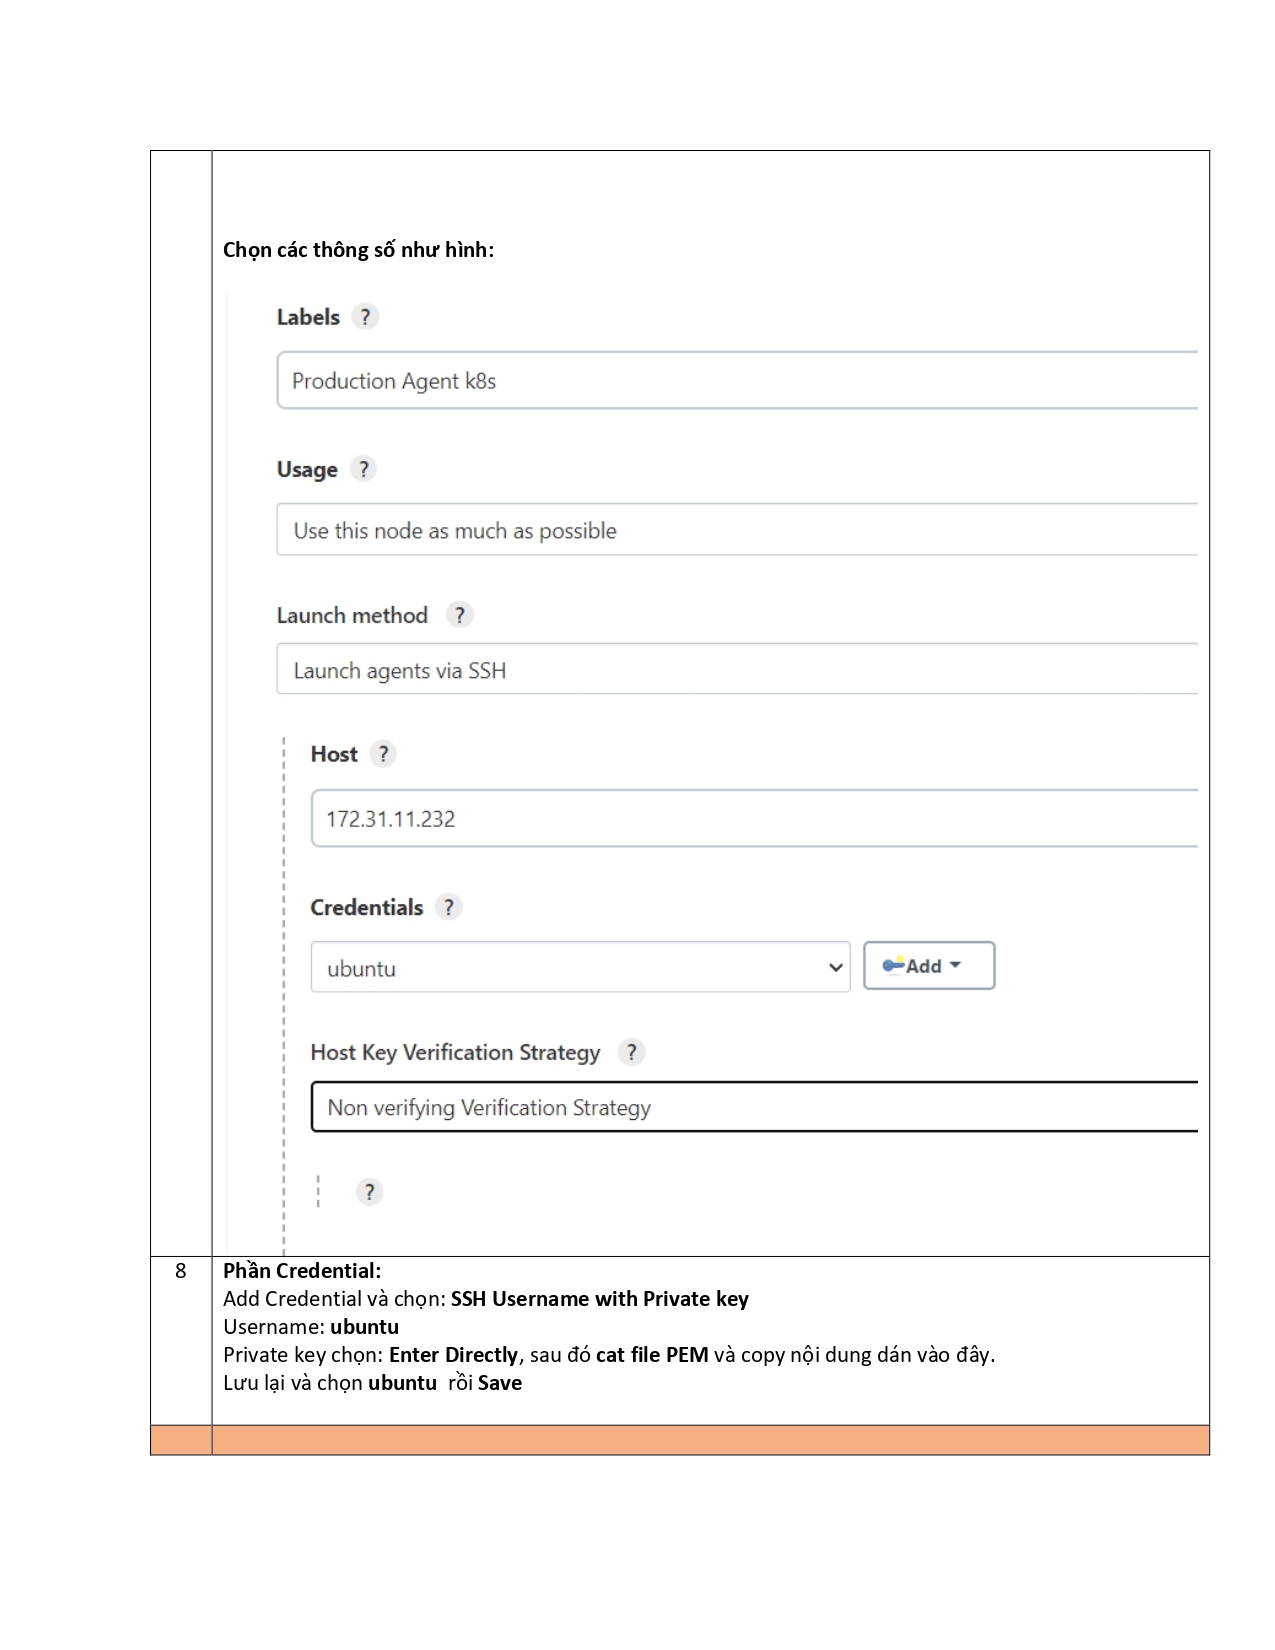 Chọn các thông số như hình:
Labels ?
Production Agent k8s
Usage ?
Use this node as much as possible
Launch method ?
Launch agents via SSH
Host ?
172.31.11.232
Credentials ?
ubuntu
Add
Host Key Verification Strategy ?
Non verifying Verification Strategy
?
8
Phần Credential:
Add Credential và chọn: SSH Username with Private key
Username: ubuntu
Private key chọn: Enter Directly, sau đó cat file PEM và copy nội dung dán vào đây.
Lưu lại và chọn ubuntu rồi Save